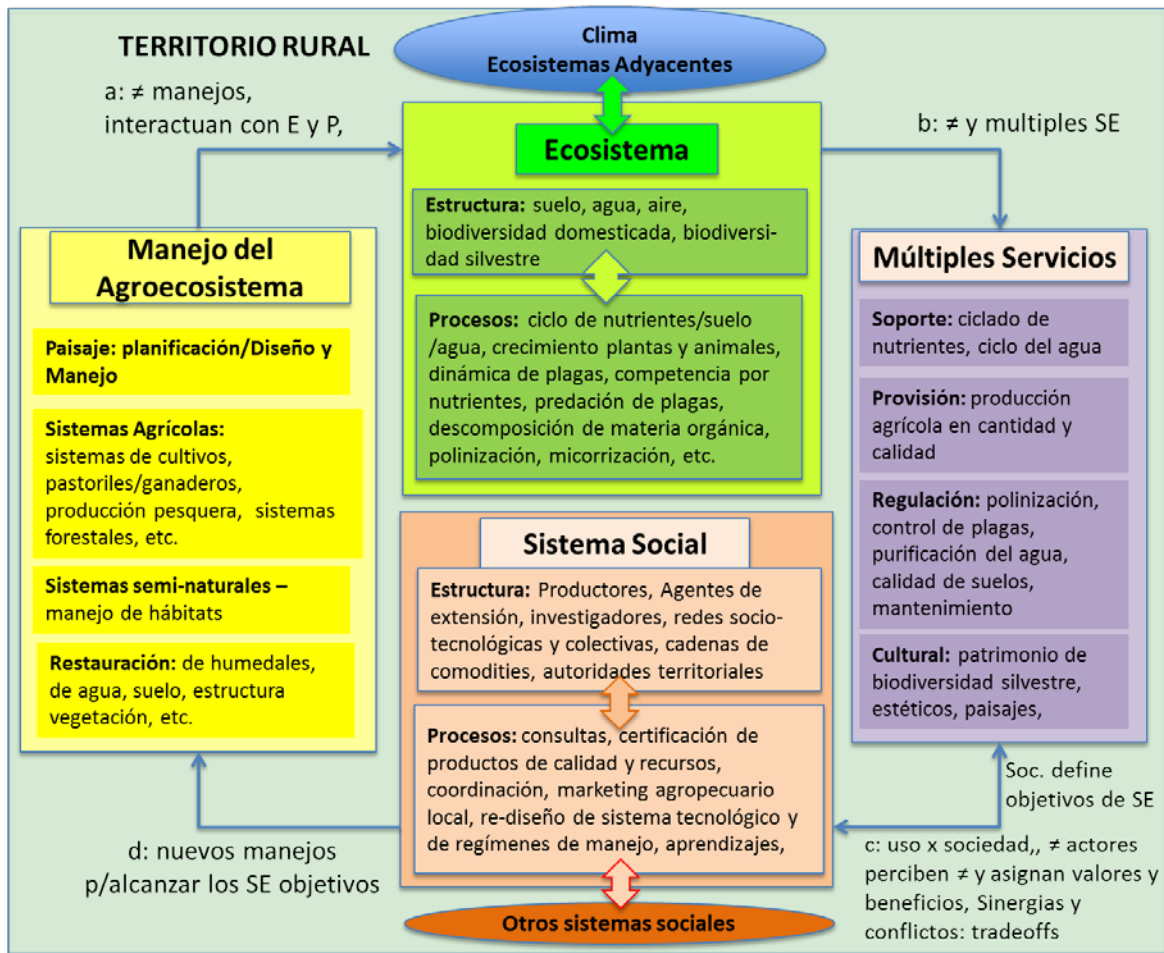 TERRITORIO RURAL
Clima
Ecosistemas Adyacentes
a: ≠ manejos,
interactuan con E y P,
b: ≠ y multiples SE
Ecosistema
Estructura: suelo, agua, aire,
biodiversidad domesticada, biodiversi-
dad silvestre
Procesos: ciclo de nutrientes/suelo
/agua, crecimiento plantas y animales,
dinámica de plagas, competencia por
nutrientes, predación de plagas,
descomposición de materia orgánica,
polinización, micorrización, etc.
Manejo del
Agroecosistema
Paisaje: planificación/Diseño y
Manejo
Sistemas Agrícolas:
sistemas de cultivos,
pastoriles/ganaderos,
producción pesquera, sistemas
forestales, etc.
Sistemas semi-naturales –
manejo de hábitats
Restauración: de humedales,
de agua, suelo, estructura
vegetación, etc.
Múltiples Servicios
Soporte: ciclado de
nutrientes, ciclo del agua
Provisión: producción
agrícola en cantidad y
calidad
Regulación: polinización,
control de plagas,
purificación del agua,
calidad de suelos,
mantenimiento
Cultural: patrimonio de
biodiversidad silvestre,
estéticos, paisajes,
Sistema Social
Estructura: Productores, Agentes de
extensión, investigadores, redes socio-
tecnológicas y colectivas, cadenas de
comodities, autoridades territoriales
Procesos: consultas, certificación de
productos de calidad y recursos,
coordinación, marketing agropecuario
local, re-diseño de sistema tecnológico y
de regímenes de manejo, aprendizajes,
Soc. define
objetivos de SE
c: uso x sociedad,, ≠ actores
perciben ≠ y asignan valores y
beneficios, Sinergias y
conflictos: tradeoffs
d: nuevos manejos
p/alcanzar los SE objetivos
Otros sistemas sociales